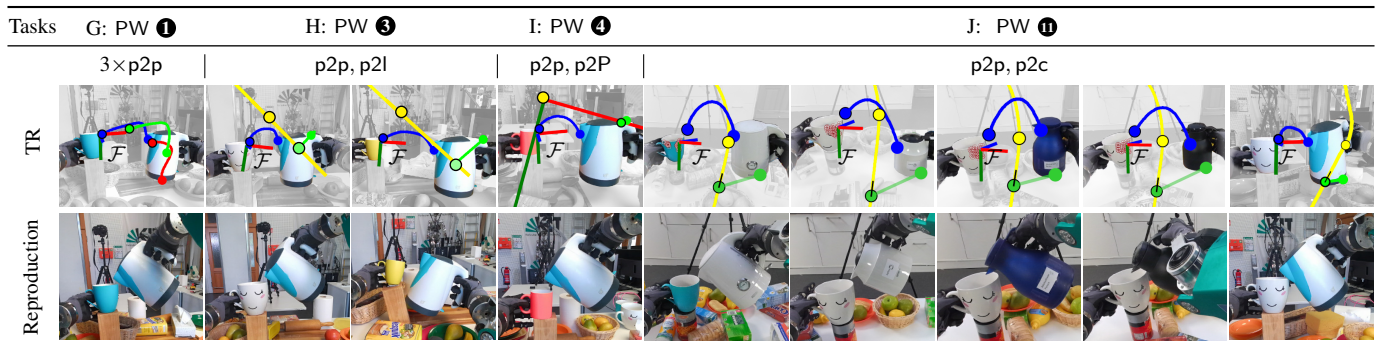 Tasks G: PW ❶ H: PW ❸ I: PW ❹ J: PW ⓫
3×p2p p2p, p2l p2p, p2P p2p, p2c
TR
ℱ ℱ ℱ ℱ ℱ ℱ ℱ ℱ ℱ
Reproduction